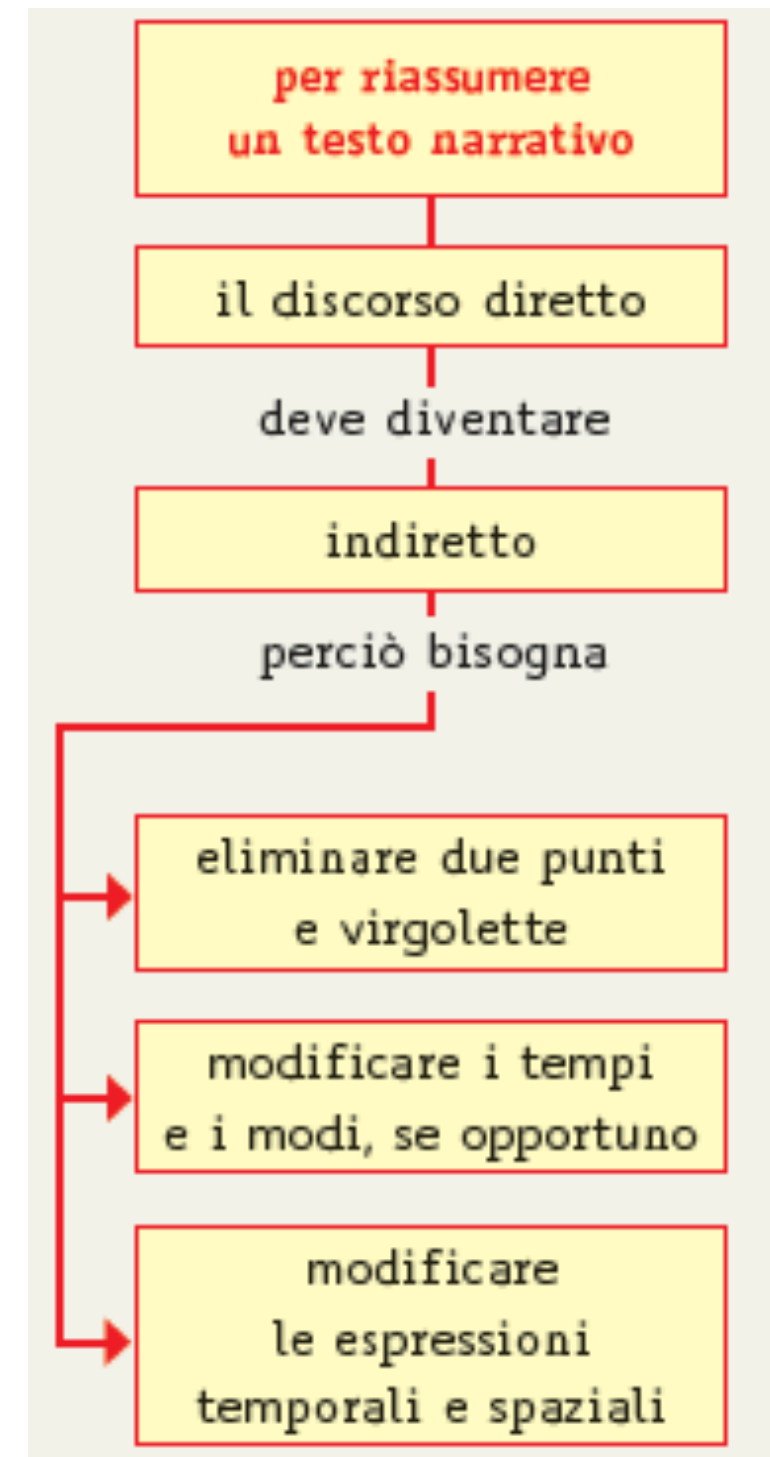 per riassumere
un testo narrativo
il discorso diretto
deve diventare
indiretto
perciò bisogna
eliminare due punti
e virgolette
modificare i tempi
e i modi, se opportuno
modificare
le espressioni
temporali e spaziali